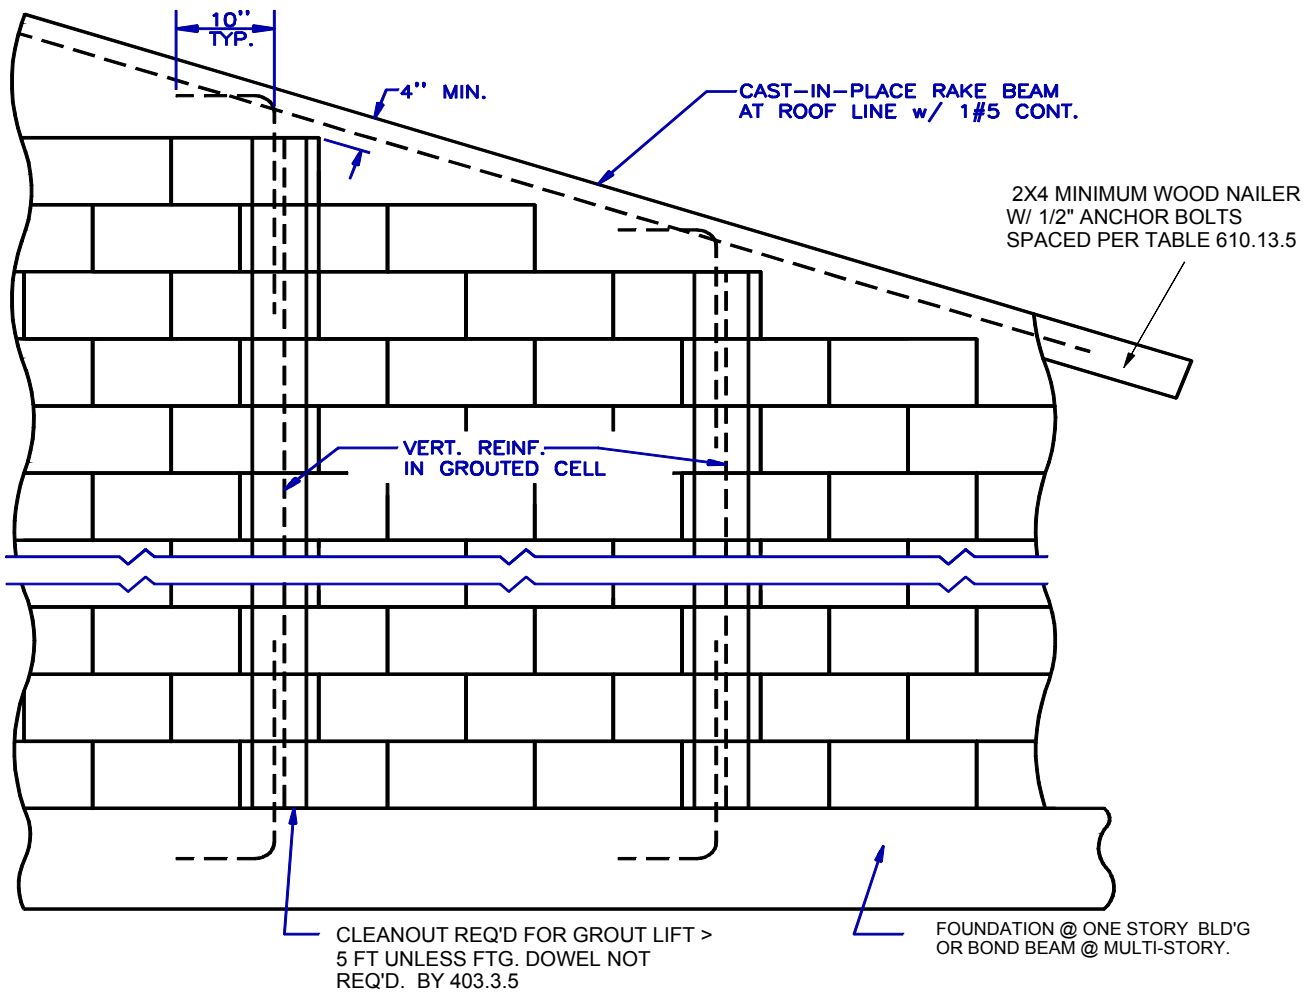 10"
TYP.
4" MIN.
CAST-IN-PLACE RAKE BEAM
AT ROOF LINE w/ 1#5 CONT.
2X4 MINIMUM WOOD NAILER
W/ 1/2" ANCHOR BOLTS
SPACED PER TABLE 610.13.5
VERT. REINF.
IN GROUTED CELL
CLEANOUT REQ'D FOR GROUT LIFT >
5 FT UNLESS FTG. DOWEL NOT
REQ'D. BY 403.3.5
FOUNDATION @ ONE STORY BLD'G
OR BOND BEAM @ MULTI-STORY.